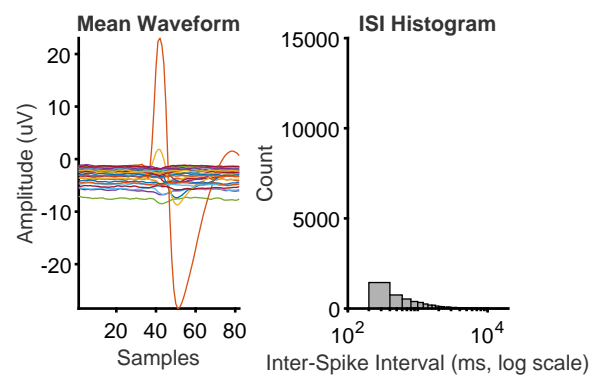 Mean Waveform
20
10
0
-10
-20
Amplitude (uV)
20 40 60 80
Samples
ISI Histogram
15000
10000
5000
0
Count
10^2 10^4
Inter-Spike Interval (ms, log scale)